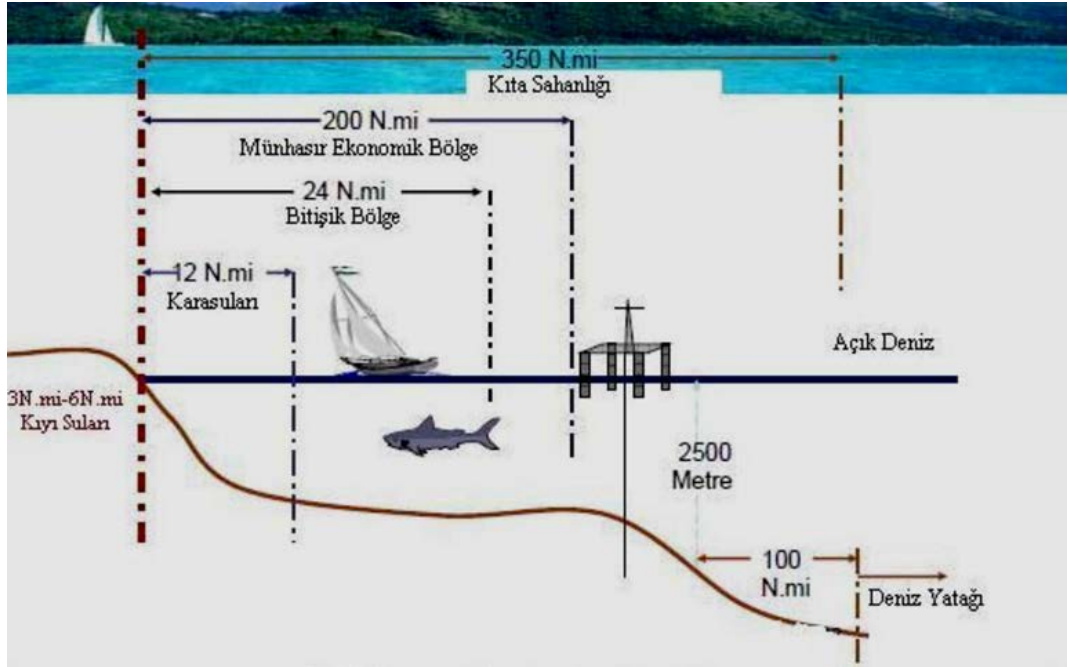 350 N.mi
Kıta Sahanlığı
200 N.mi
Münhasır Ekonomik Bölge
24 N.mi
Bitişik Bölge
12 N.mi
Karasuları
Açık Deniz
3N.mi-6N.mi
Kıyı Suları
2500
Metre
100
N.mi
Deniz Yatağı